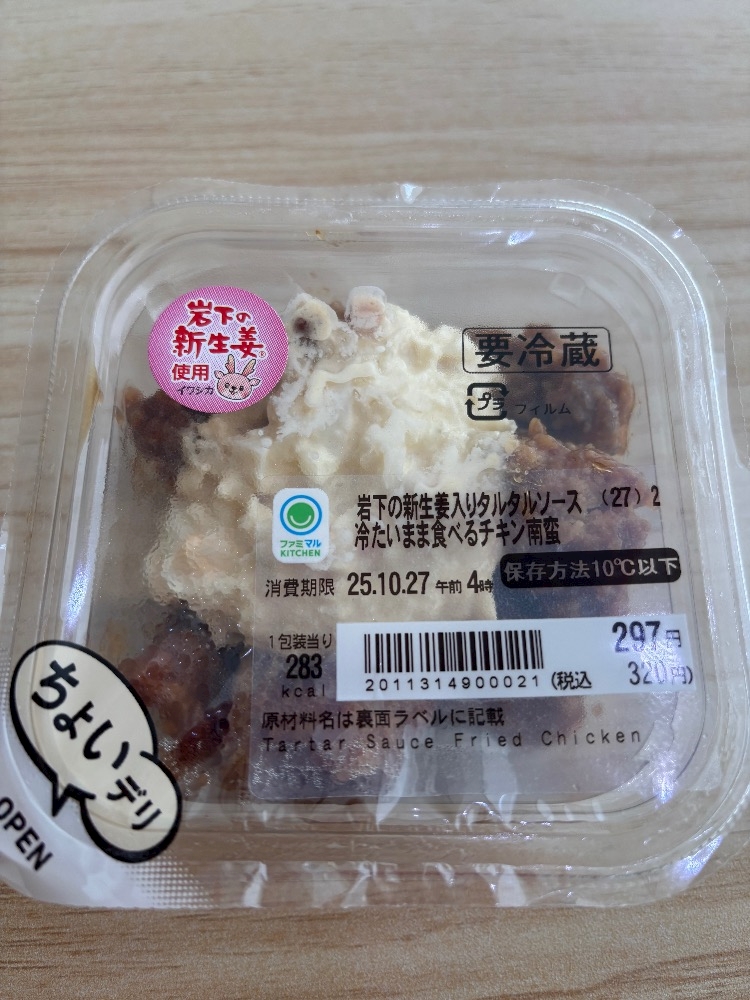 岩下の
新生姜®
使用
イワシカ
要冷蔵
プラ フィルム
ファミマル
KITCHEN
岩下の新生姜入りタルタルソース (27) 2
冷たいまま食べるチキン南蛮
消費期限 25.10.27 午前 4時
保存方法10℃以下
1包装当り
283
kcal
2011314900021
297円
(税込 320円)
原材料名は裏面ラベルに記載
Tartar Sauce Fried Chicken
ちょいデリ
OPEN